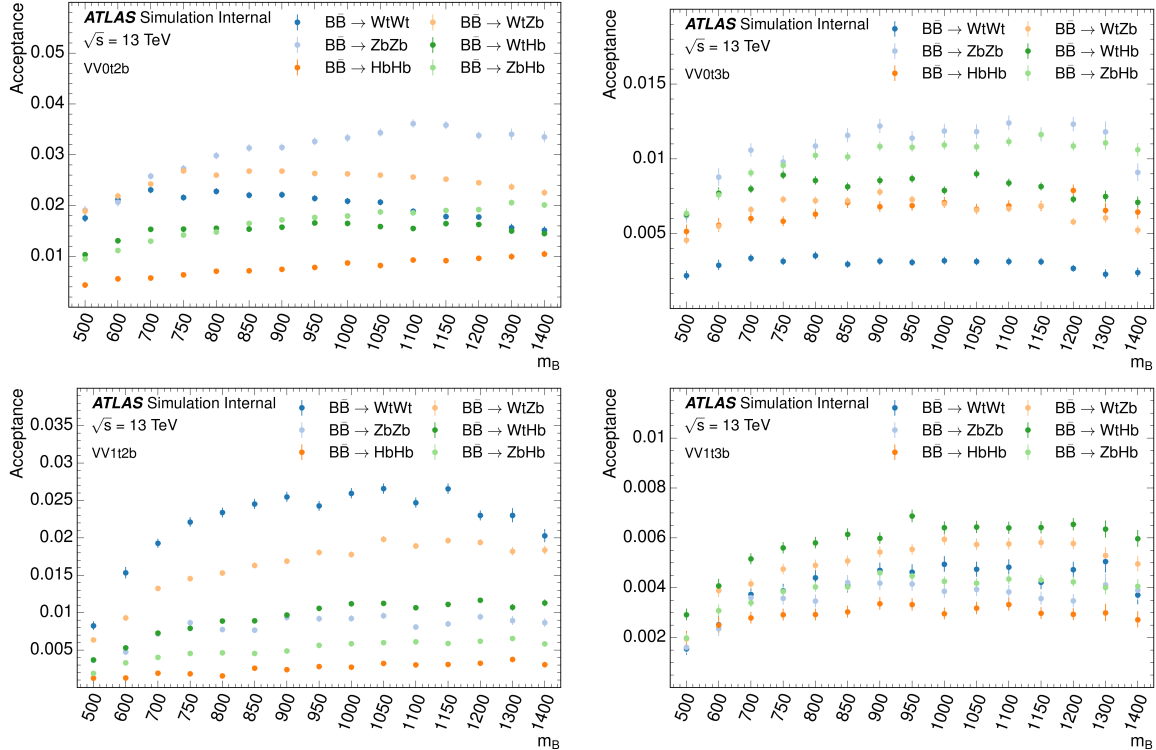 Acceptance
ATLAS Simulation Internal
√s = 13 TeV
VV0t2b
BB̄ → WtWt
BB̄ → WtZb
BB̄ → ZbZb
BB̄ → WtHb
BB̄ → HbHb
BB̄ → ZbHb
0.05
0.04
0.03
0.02
0.01
500 600 700 750 800 850 900 950 1000 1050 1100 1150 1200 1300 1400
m_B
Acceptance
ATLAS Simulation Internal
√s = 13 TeV
VV0t3b
BB̄ → WtWt
BB̄ → WtZb
BB̄ → ZbZb
BB̄ → WtHb
BB̄ → HbHb
BB̄ → ZbHb
0.015
0.01
0.005
500 600 700 750 800 850 900 950 1000 1050 1100 1150 1200 1300 1400
m_B
Acceptance
ATLAS Simulation Internal
√s = 13 TeV
VV1t2b
BB̄ → WtWt
BB̄ → WtZb
BB̄ → ZbZb
BB̄ → WtHb
BB̄ → HbHb
BB̄ → ZbHb
0.035
0.03
0.025
0.02
0.015
0.01
0.005
500 600 700 750 800 850 900 950 1000 1050 1100 1150 1200 1300 1400
m_B
Acceptance
ATLAS Simulation Internal
√s = 13 TeV
VV1t3b
BB̄ → WtWt
BB̄ → WtZb
BB̄ → ZbZb
BB̄ → WtHb
BB̄ → HbHb
BB̄ → ZbHb
0.01
0.008
0.006
0.004
0.002
500 600 700 750 800 850 900 950 1000 1050 1100 1150 1200 1300 1400
m_B